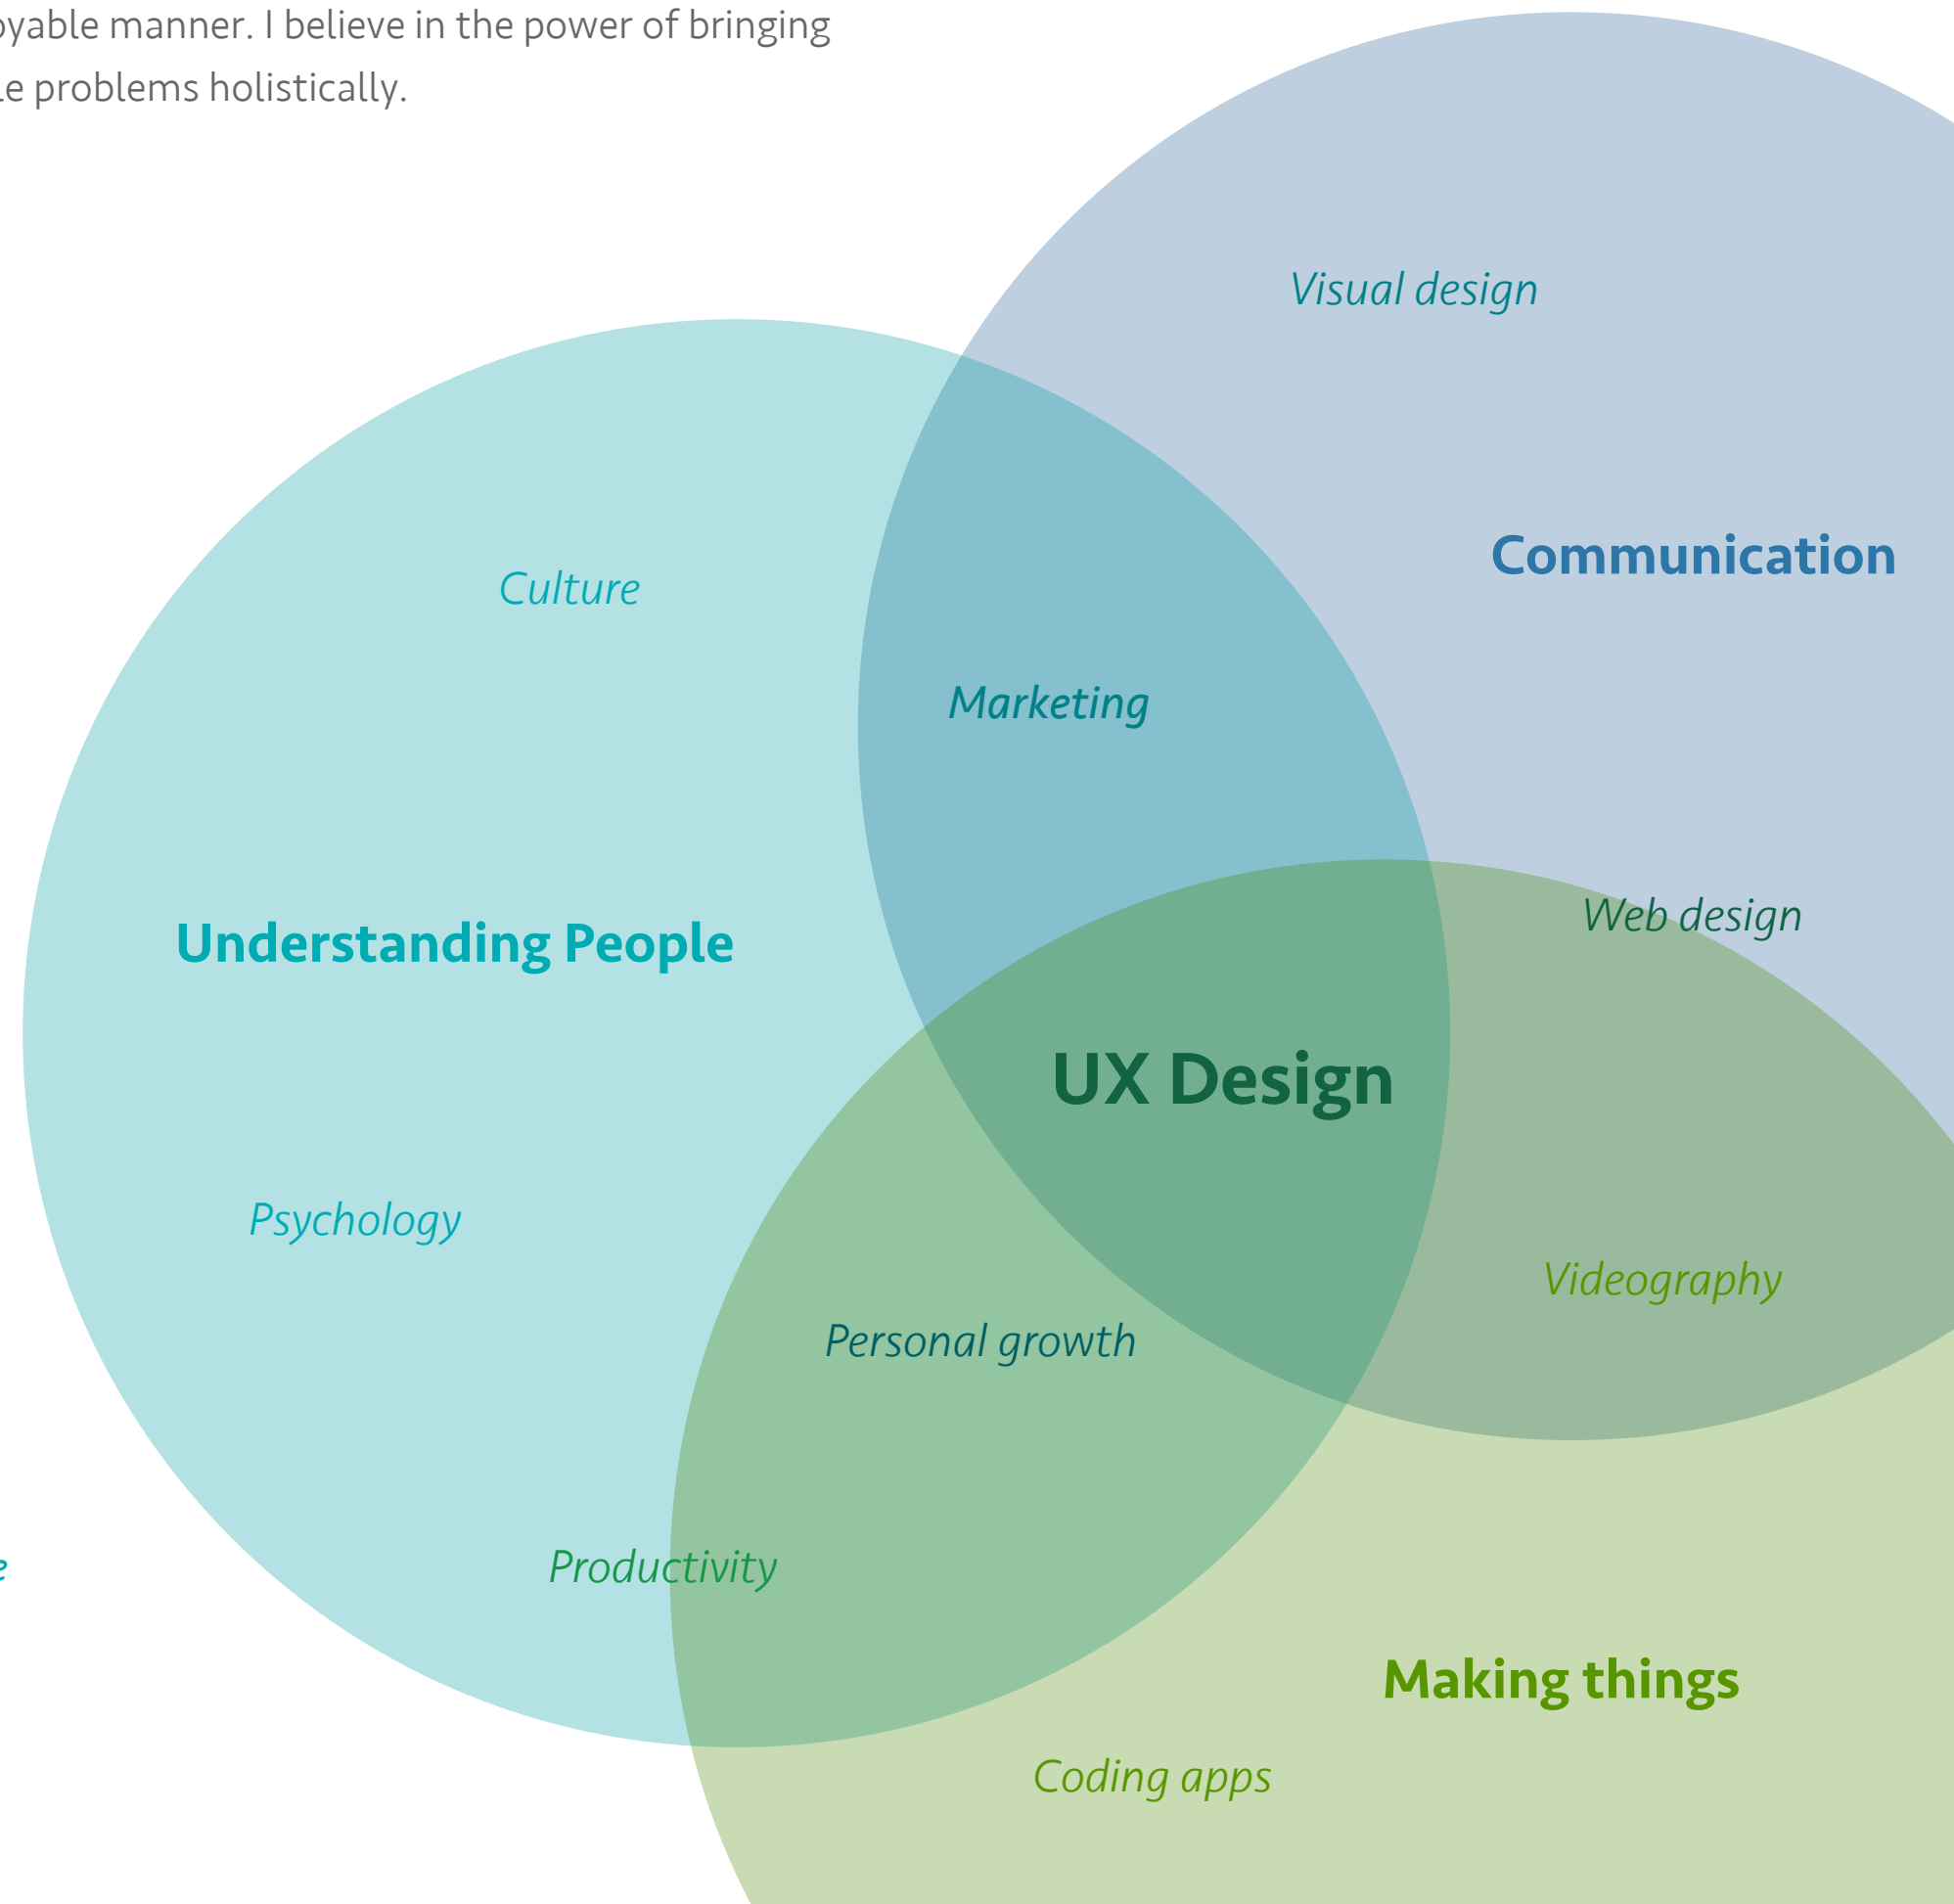 manner. I believe in the power of bringing
problems holistically.
Visual design
Communication
Culture
Marketing
Web design
Understanding People
UX Design
Psychology
Videography
Personal growth
Productivity
Making things
Coding apps